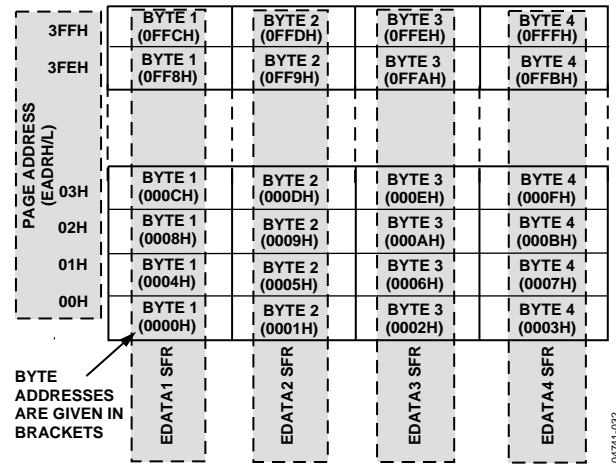 3FFH
BYTE 1
(0FFCH)
BYTE 2
(0FFDH)
BYTE 3
(0FFEH)
BYTE 4
(0FFFH)
3FEH
BYTE 1
(0FF8H)
BYTE 2
(0FF9H)
BYTE 3
(0FFAH)
BYTE 4
(0FFBH)
PAGE ADDRESS
(EADRH/L)
03H
BYTE 1
(000CH)
BYTE 2
(000DH)
BYTE 3
(000EH)
BYTE 4
(000FH)
02H
BYTE 1
(0008H)
BYTE 2
(0009H)
BYTE 3
(000AH)
BYTE 4
(000BH)
01H
BYTE 1
(0004H)
BYTE 2
(0005H)
BYTE 3
(0006H)
BYTE 4
(0007H)
00H
BYTE 1
(0000H)
BYTE 2
(0001H)
BYTE 3
(0002H)
BYTE 4
(0003H)
BYTE
ADDRESSES
ARE GIVEN IN
BRACKETS
EDATA1 SFR
EDATA2 SFR
EDATA3 SFR
EDATA4 SFR
04741-032